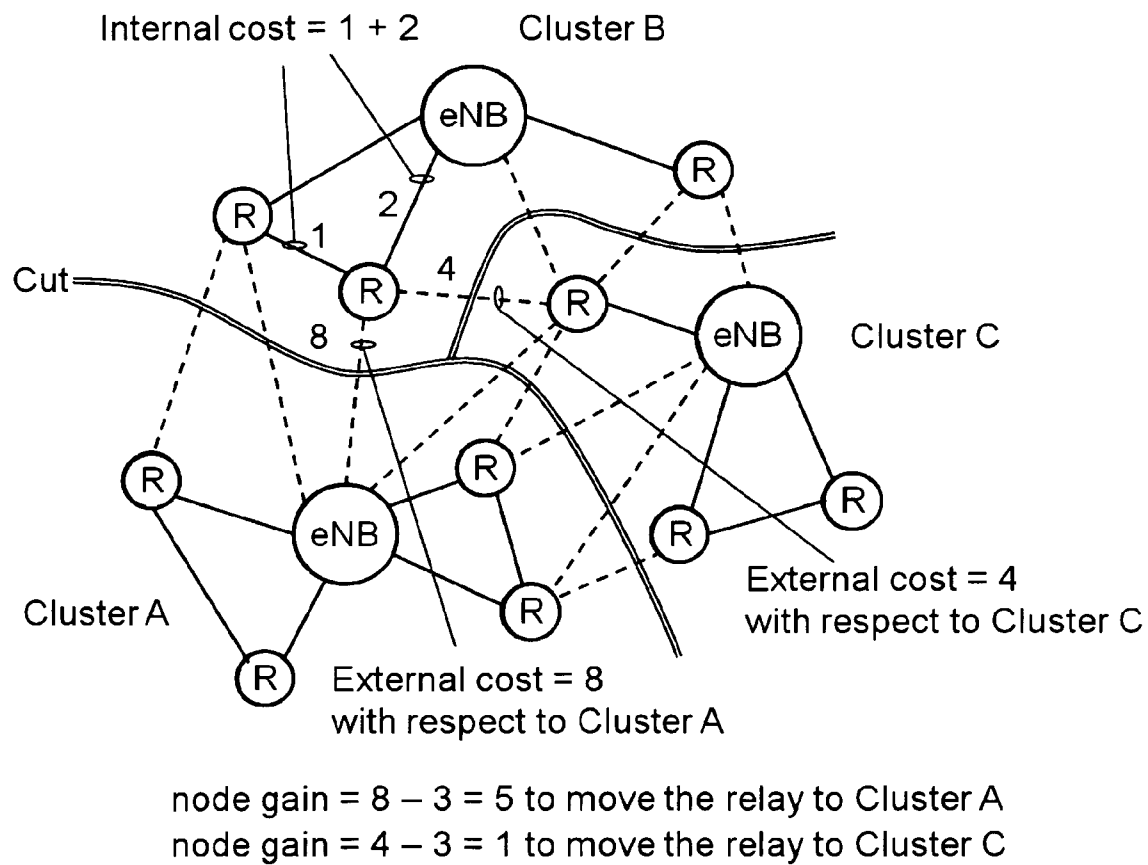 Internal cost = 1 + 2
Cluster B
eNB
R
R
2
1
Cut
R
4
R
eNB
Cluster C
8
R
R
R
eNB
R
R
External cost = 4
with respect to Cluster C
Cluster A
R
R
External cost = 8
with respect to Cluster A
node gain = 8 – 3 = 5 to move the relay to Cluster A
node gain = 4 – 3 = 1 to move the relay to Cluster C